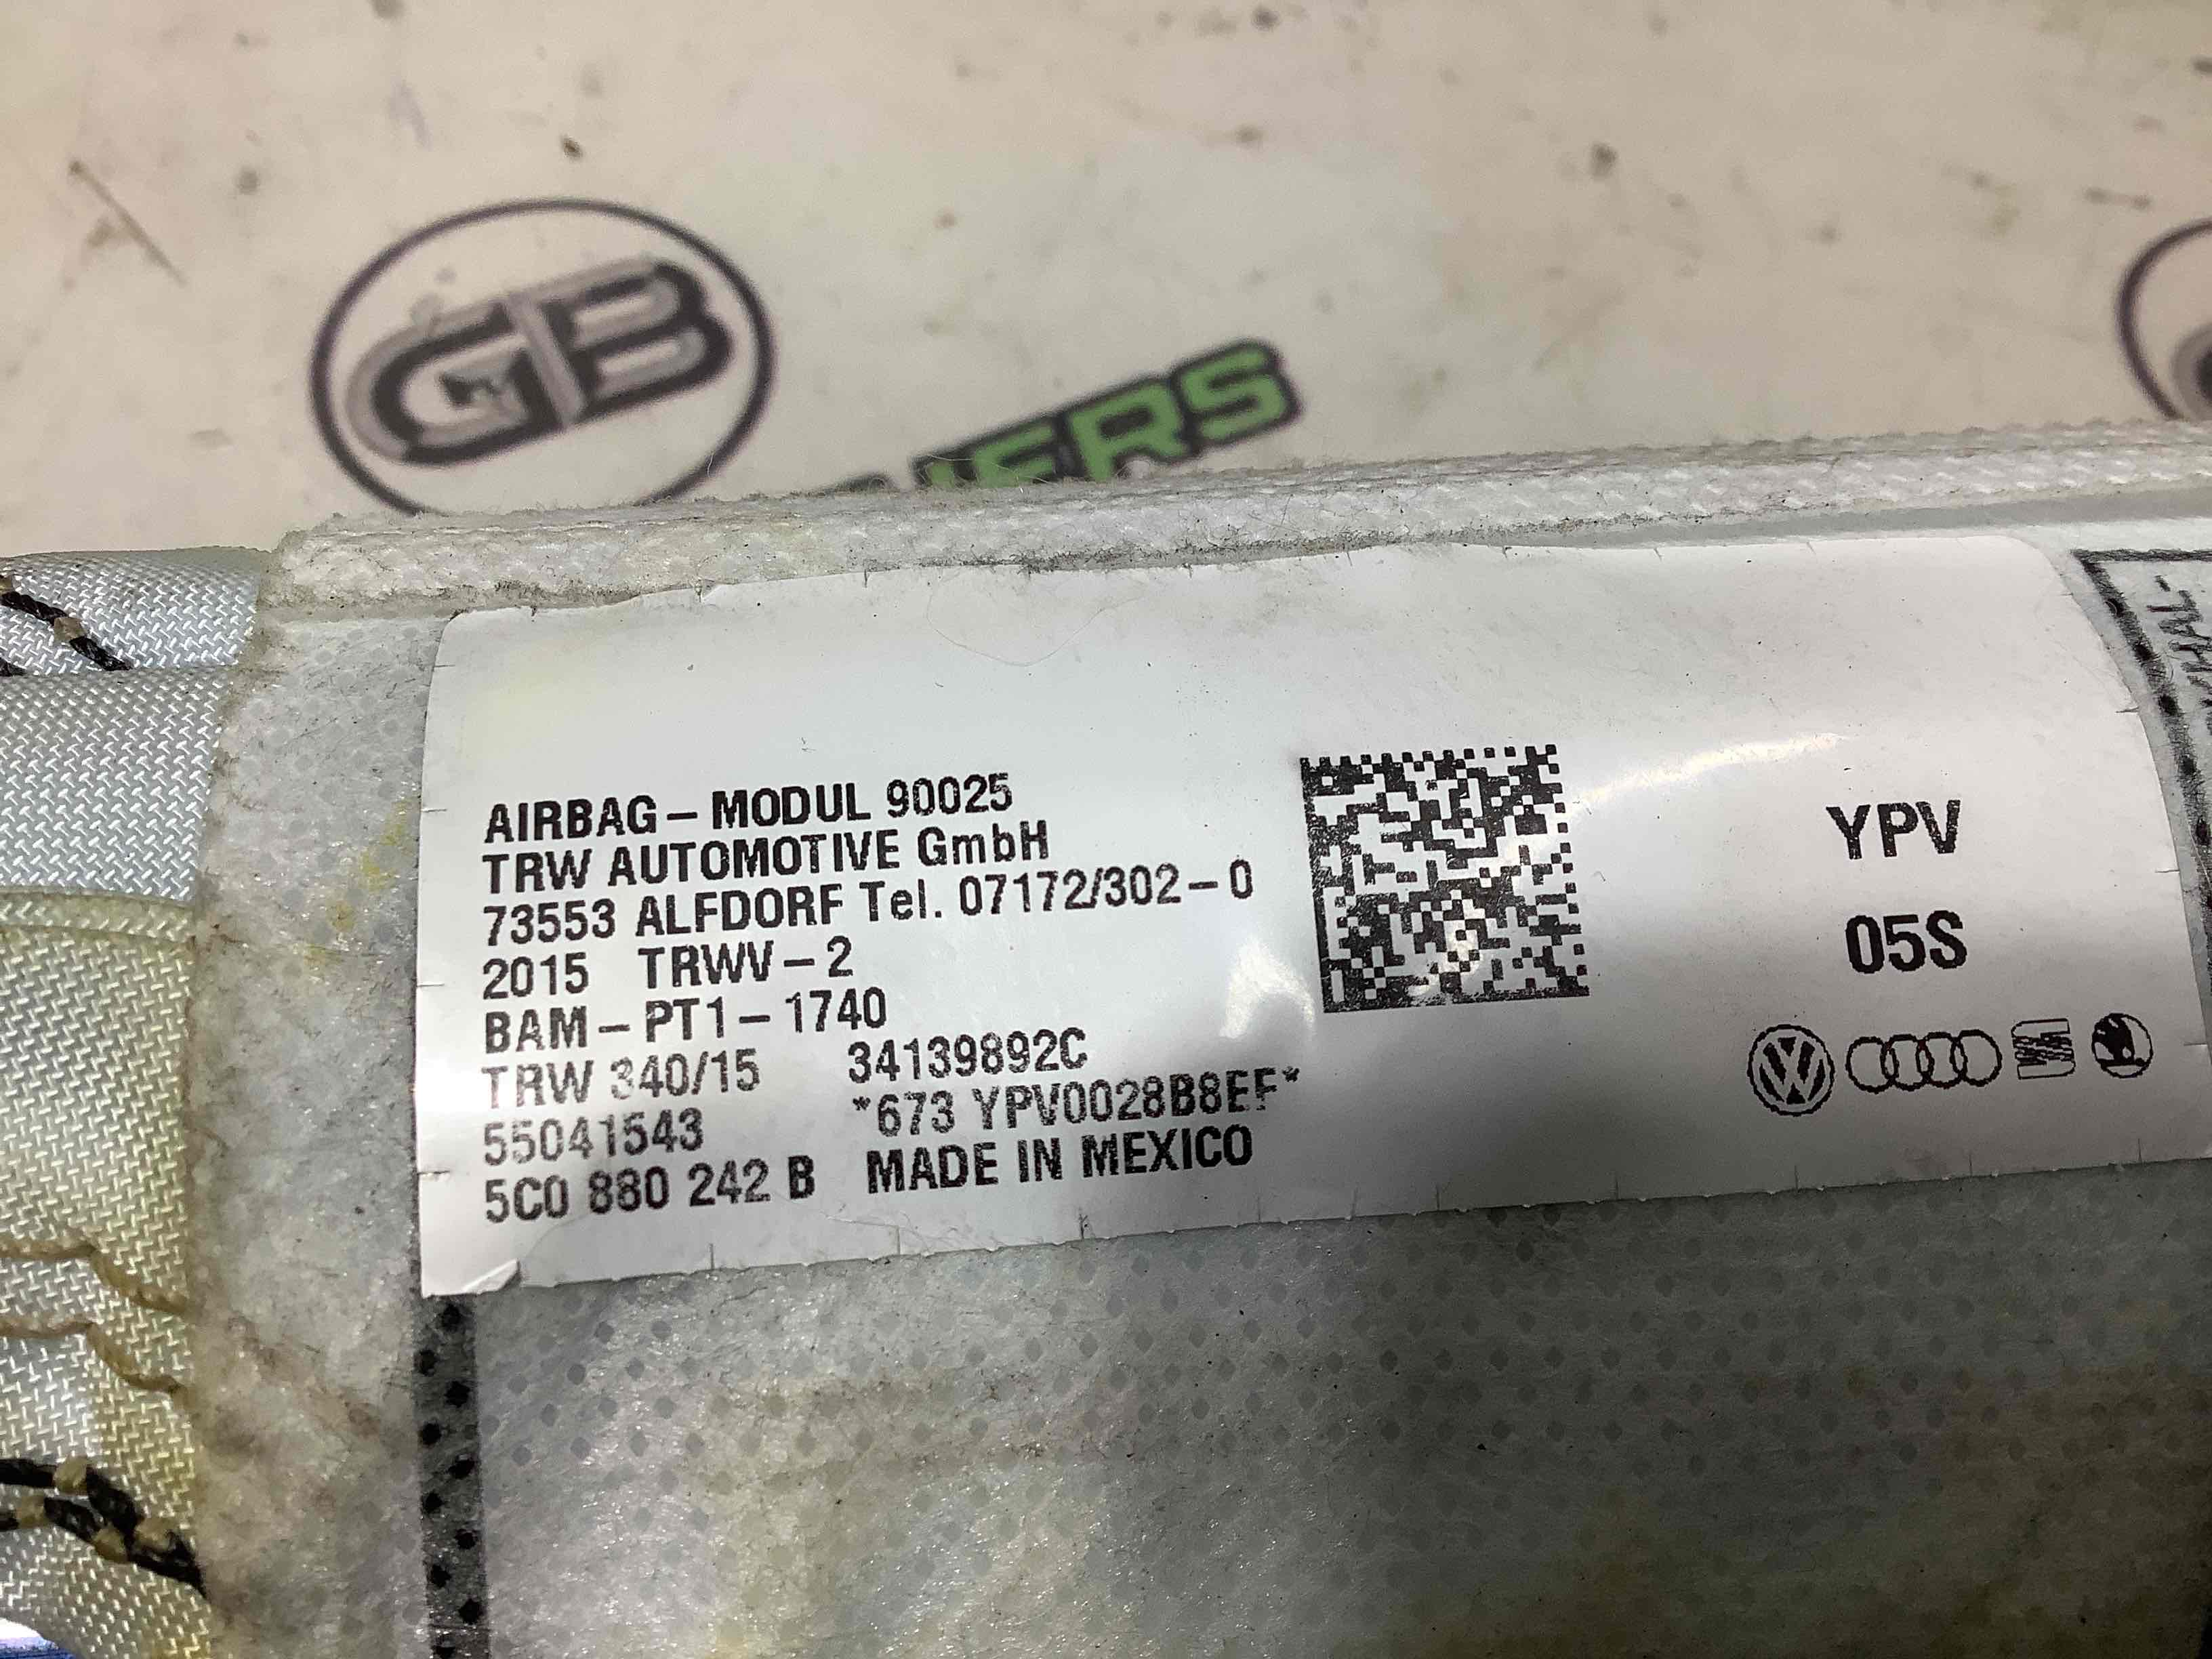 GB
ERS
AIRBAG – MODUL 90025
TRW AUTOMOTIVE GmbH
73553 ALFDORF Tel. 07172/302 – 0
2015 TRWV – 2
BAM – PT1 – 1740
TRW 340/15 34139892C
55041543 *673 YPV0028B8EF*
5C0 880 242 B MADE IN MEXICO
YPV
05S